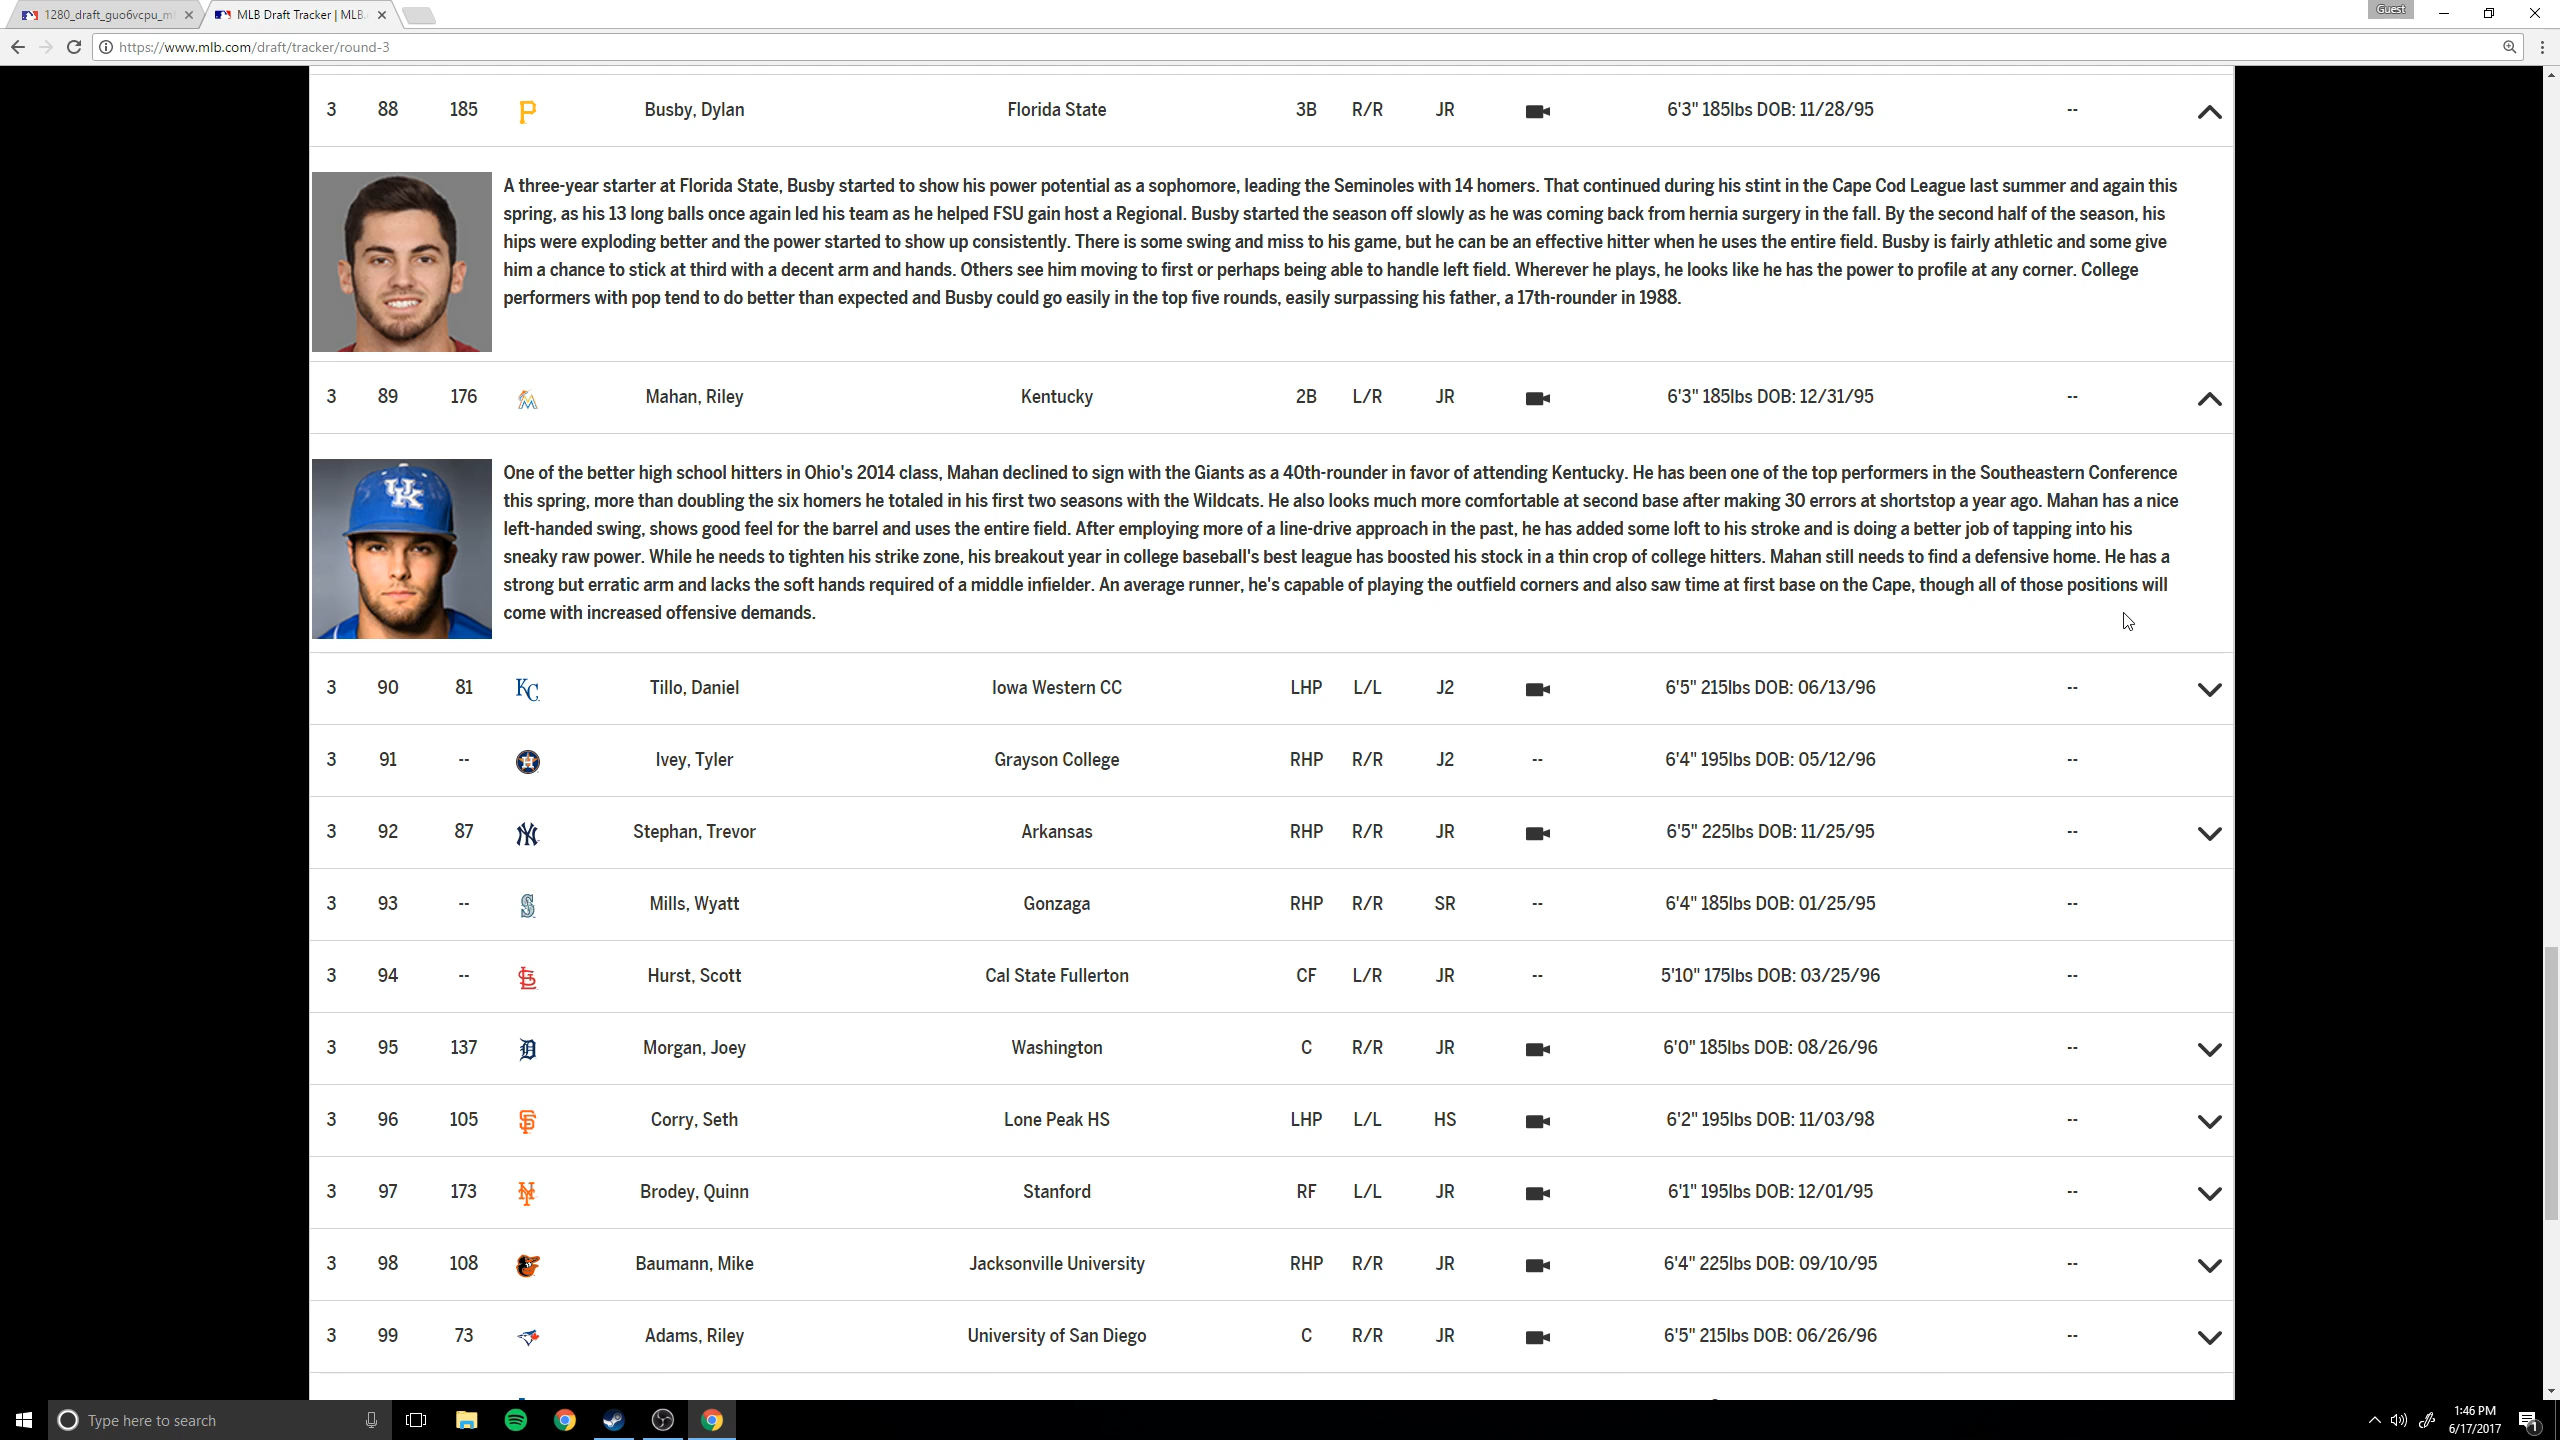 1280_draft_guo6vcpu_m
MLB Draft Tracker | MLB.
Guest
https://www.mlb.com/draft/tracker/round-3
3 88 185 P Busby, Dylan Florida State 3B R/R JR 6'3" 185lbs DOB: 11/28/95 --
A three-year starter at Florida State, Busby started to show his power potential as a sophomore, leading the Seminoles with 14 homers. That continued during his stint in the Cape Cod League last summer and again this
spring, as his 13 long balls once again led his team as he helped FSU gain host a Regional. Busby started the season off slowly as he was coming back from hernia surgery in the fall. By the second half of the season, his
hips were exploding better and the power started to show up consistently. There is some swing and miss to his game, but he can be an effective hitter when he uses the entire field. Busby is fairly athletic and some give
him a chance to stick at third with a decent arm and hands. Others see him moving to first or perhaps being able to handle left field. Wherever he plays, he looks like he has the power to profile at any corner. College
performers with pop tend to do better than expected and Busby could go easily in the top five rounds, easily surpassing his father, a 17th-rounder in 1988.
3 89 176 M Mahan, Riley Kentucky 2B L/R JR 6'3" 185lbs DOB: 12/31/95 --
UK
One of the better high school hitters in Ohio's 2014 class, Mahan declined to sign with the Giants as a 40th-rounder in favor of attending Kentucky. He has been one of the top performers in the Southeastern Conference
this spring, more than doubling the six homers he totaled in his first two seasons with the Wildcats. He also looks much more comfortable at second base after making 30 errors at shortstop a year ago. Mahan has a nice
left-handed swing, shows good feel for the barrel and uses the entire field. After employing more of a line-drive approach in the past, he has added some loft to his stroke and is doing a better job of tapping into his
sneaky raw power. While he needs to tighten his strike zone, his breakout year in college baseball's best league has boosted his stock in a thin crop of college hitters. Mahan still needs to find a defensive home. He has a
strong but erratic arm and lacks the soft hands required of a middle infielder. An average runner, he's capable of playing the outfield corners and also saw time at first base on the Cape, though all of those positions will
come with increased offensive demands.
3 90 81 KC Tillo, Daniel Iowa Western CC LHP L/L J2 6'5" 215lbs DOB: 06/13/96 --
3 91 -- H Ivey, Tyler Grayson College RHP R/R J2 -- 6'4" 195lbs DOB: 05/12/96 --
3 92 87 NY Stephan, Trevor Arkansas RHP R/R JR 6'5" 225lbs DOB: 11/25/95 --
3 93 -- S Mills, Wyatt Gonzaga RHP R/R SR -- 6'4" 185lbs DOB: 01/25/95 --
3 94 -- STL Hurst, Scott Cal State Fullerton CF L/R JR -- 5'10" 175lbs DOB: 03/25/96 --
3 95 137 D Morgan, Joey Washington C R/R JR 6'0" 185lbs DOB: 08/26/96 --
3 96 105 SF Corry, Seth Lone Peak HS LHP L/L HS 6'2" 195lbs DOB: 11/03/98 --
3 97 173 NY Brodey, Quinn Stanford RF L/L JR 6'1" 195lbs DOB: 12/01/95 --
3 98 108 Baumann, Mike Jacksonville University RHP R/R JR 6'4" 225lbs DOB: 09/10/95 --
3 99 73 Adams, Riley University of San Diego C R/R JR 6'5" 215lbs DOB: 06/26/96 --
Type here to search
1:46 PM
6/17/2017
1